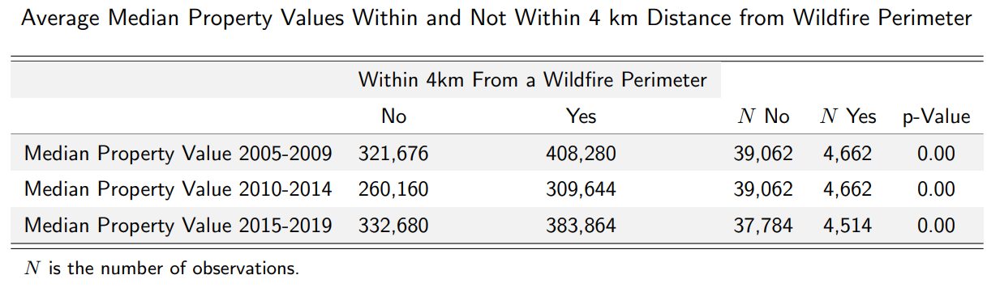 Average Median Property Values Within and Not Within 4 km Distance from Wildfire Perimeter
Within 4km From a Wildfire Perimeter
No Yes N No N Yes p-Value
Median Property Value 2005-2009 321,676 408,280 39,062 4,662 0.00
Median Property Value 2010-2014 260,160 309,644 39,062 4,662 0.00
Median Property Value 2015-2019 332,680 383,864 37,784 4,514 0.00
N is the number of observations.